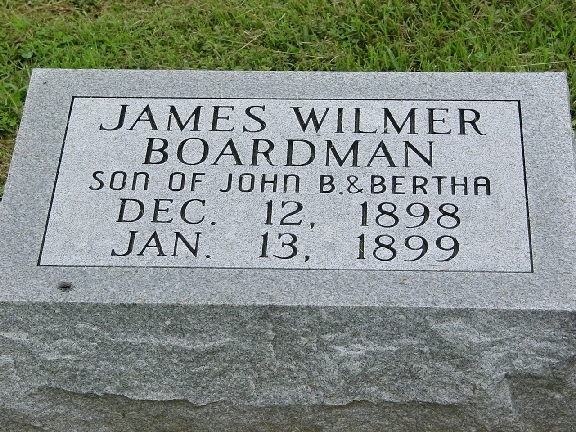 JAMES WILMER
BOARDMAN
SON OF JOHN B.&BERTHA
DEC. 12, 1898
JAN. 13, 1899